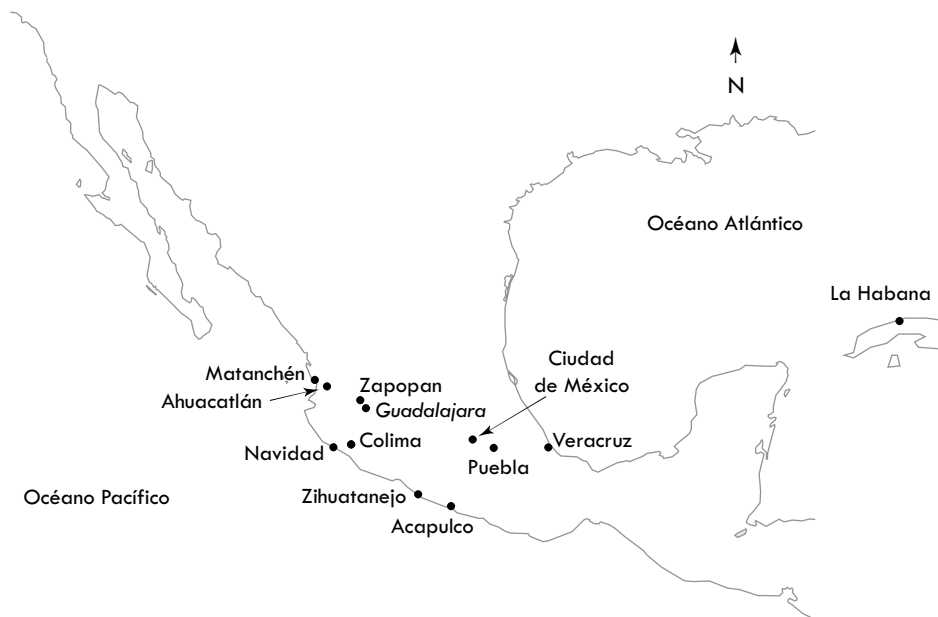 N
Océano Atlántico
La Habana
Ciudad
de México
Matanchén
Zapopan
Ahuacatlán
Guadalajara
Colima
Navidad
Veracruz
Puebla
Zihuatanejo
Océano Pacífico
Acapulco